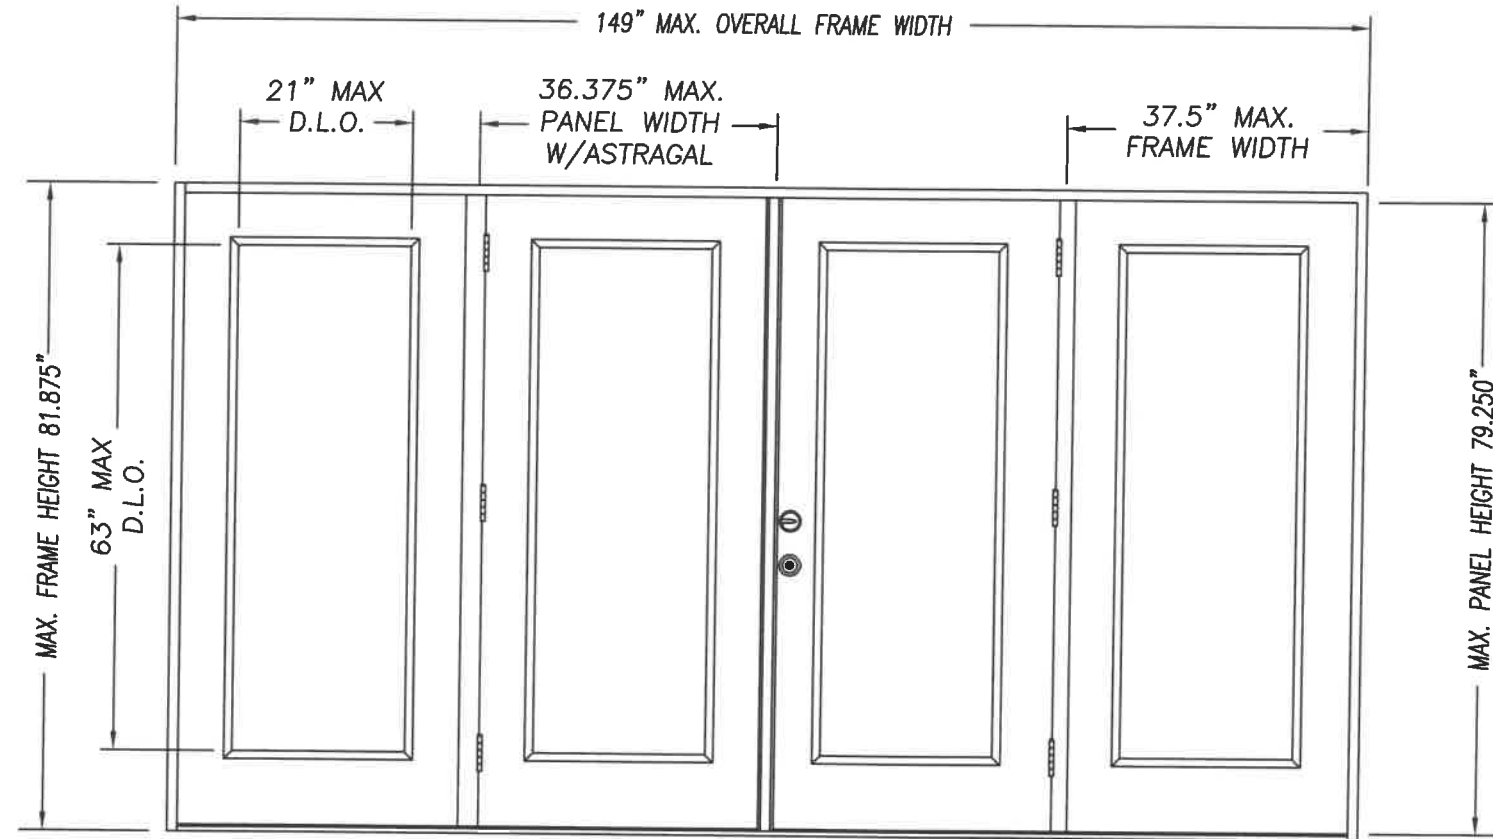 149" MAX. OVERALL FRAME WIDTH
21" MAX
D.L.O.
36.375" MAX.
PANEL WIDTH
W/ASTRAGAL
37.5" MAX.
FRAME WIDTH
MAX. FRAME HEIGHT 81.875"
63" MAX
D.L.O.
MAX. PANEL HEIGHT 79.250"